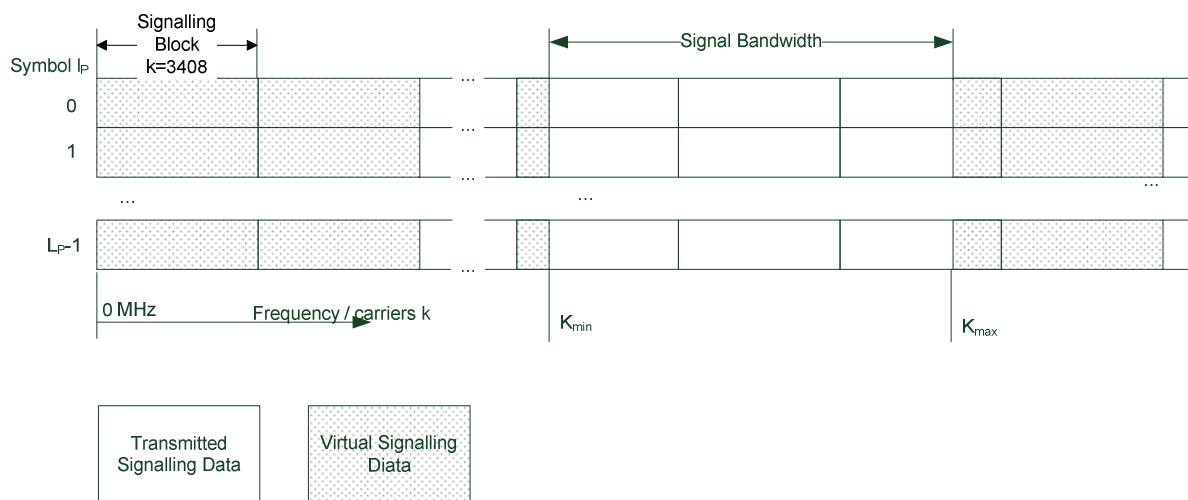 Signalling
Block
k=3408
Signal Bandwidth
Symbol lP
...
0
...
1
...
...
...
...
LP-1
...
0 MHz
Frequency / carriers k
Kmin
Kmax
Transmitted
Signalling Data
Virtual Signalling
Diata